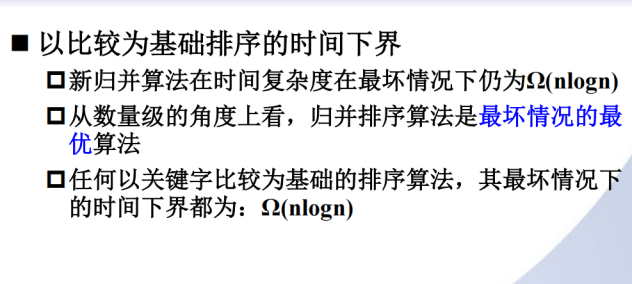 以比较为基础排序的时间下界
新归并算法在时间复杂度在最坏情况下仍为Ω(nlogn)
从数量级的角度上看，归并排序算法是最坏情况的最
优算法
任何以关键字比较为基础的排序算法，其最坏情况下
的时间下界都为：Ω(nlogn)